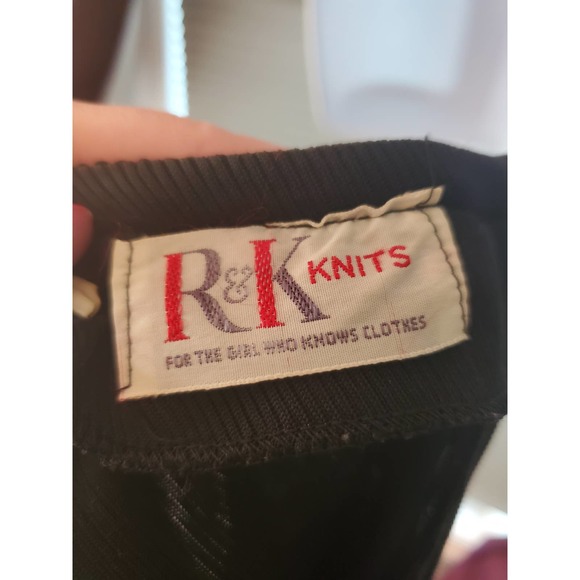 R&K KNITS
FOR THE GIRL WHO KNOWS CLOTHES